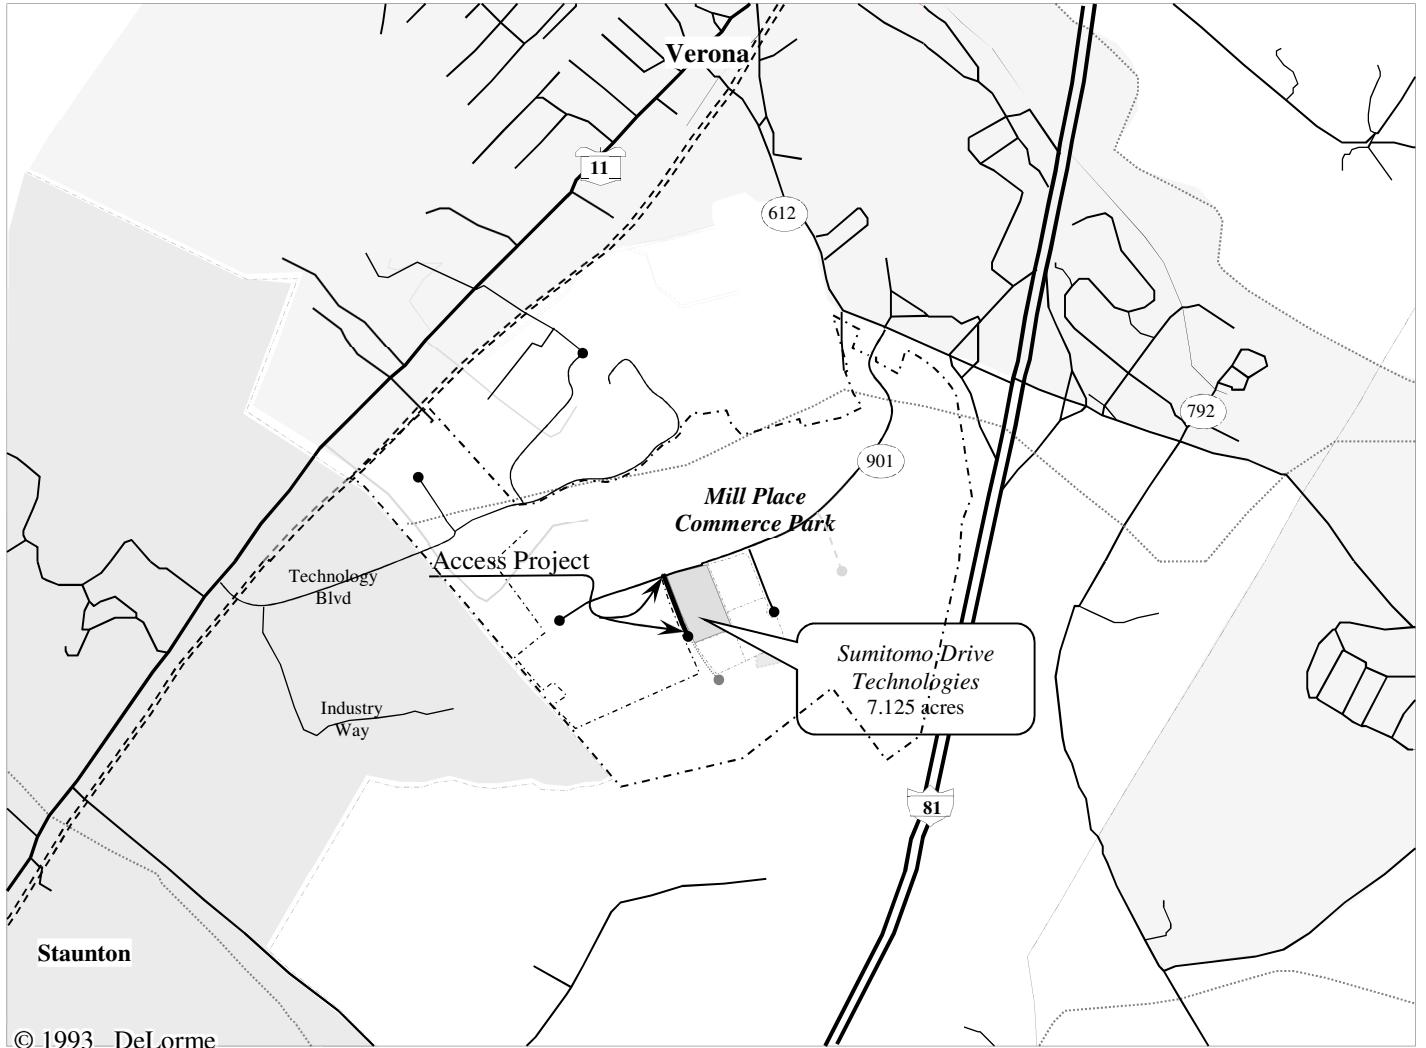 Verona
11
612
792
901
Mill Place
Commerce Park
Access Project
Technology
Blvd
Sumitomo Drive
Technologies
7.125 acres
Industry
Way
81
Staunton
© 1993 DeLorme